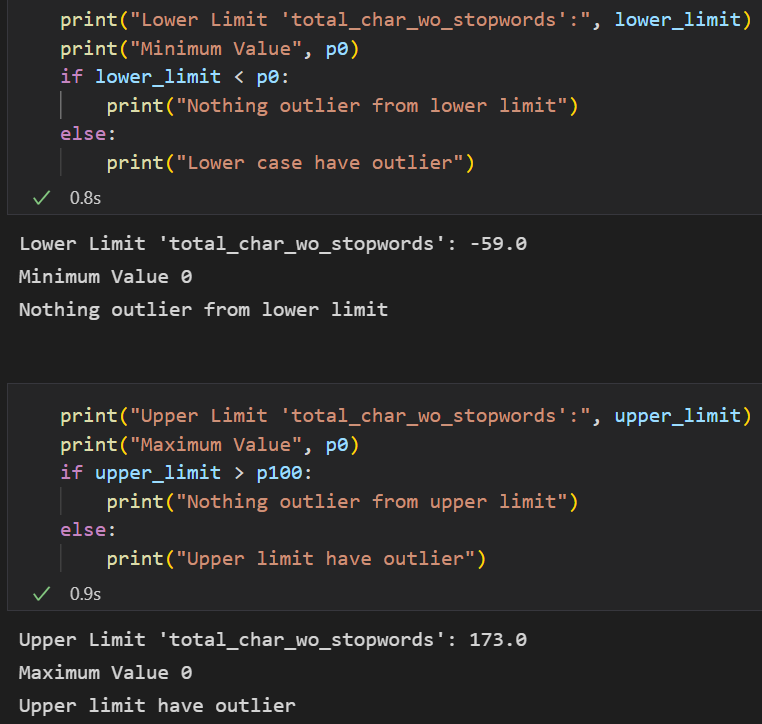 print("Lower Limit 'total_char_wo_stopwords':", lower_limit)
print("Minimum Value", p0)
if lower_limit < p0:
    print("Nothing outlier from lower limit")
else:
    print("Lower case have outlier")
✓ 0.8s
Lower Limit 'total_char_wo_stopwords': -59.0
Minimum Value 0
Nothing outlier from lower limit
print("Upper Limit 'total_char_wo_stopwords':", upper_limit)
print("Maximum Value", p0)
if upper_limit > p100:
    print("Nothing outlier from upper limit")
else:
    print("Upper limit have outlier")
✓ 0.9s
Upper Limit 'total_char_wo_stopwords': 173.0
Maximum Value 0
Upper limit have outlier